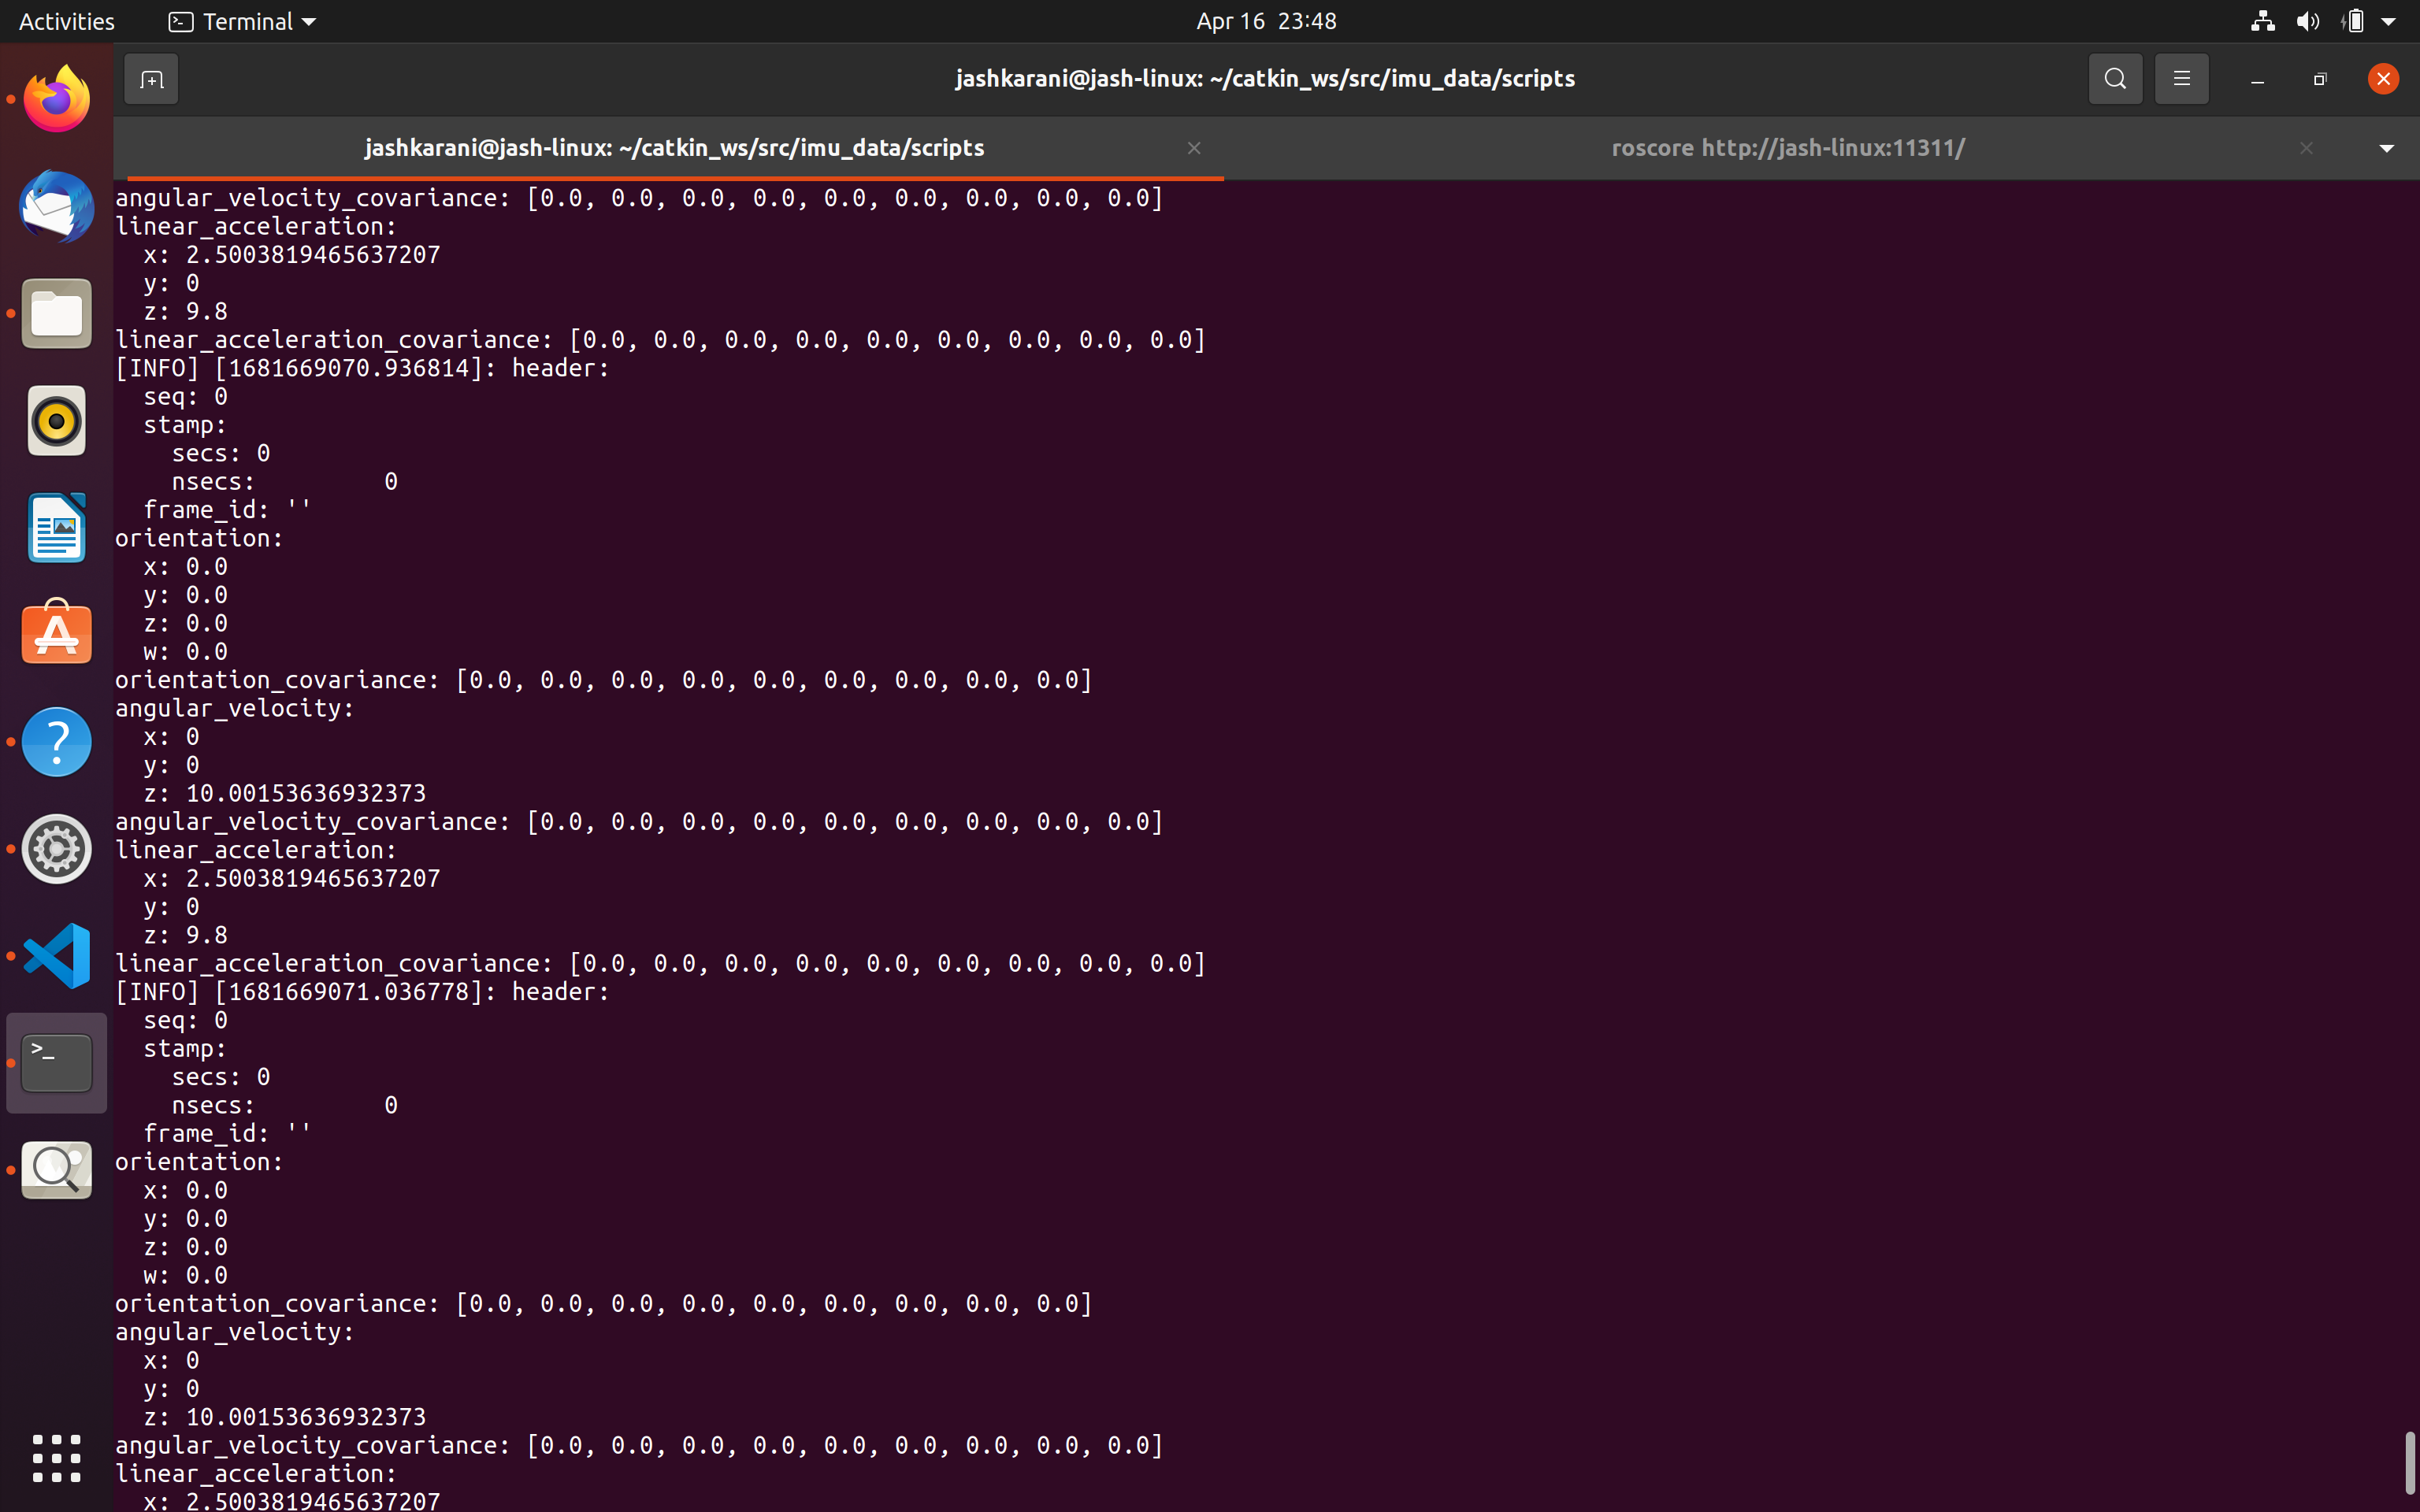 Activities Terminal Apr 16 23:48
jashkarani@jash-linux: ~/catkin_ws/src/imu_data/scripts
jashkarani@jash-linux: ~/catkin_ws/src/imu_data/scripts roscore http://jash-linux:11311/
angular_velocity_covariance: [0.0, 0.0, 0.0, 0.0, 0.0, 0.0, 0.0, 0.0, 0.0]
linear_acceleration:
  x: 2.5003819465637207
  y: 0
  z: 9.8
linear_acceleration_covariance: [0.0, 0.0, 0.0, 0.0, 0.0, 0.0, 0.0, 0.0, 0.0]
[INFO] [1681669070.936814]: header:
  seq: 0
  stamp:
    secs: 0
    nsecs:         0
  frame_id: ''
orientation:
  x: 0.0
  y: 0.0
  z: 0.0
  w: 0.0
orientation_covariance: [0.0, 0.0, 0.0, 0.0, 0.0, 0.0, 0.0, 0.0, 0.0]
angular_velocity:
  x: 0
  y: 0
  z: 10.00153636932373
angular_velocity_covariance: [0.0, 0.0, 0.0, 0.0, 0.0, 0.0, 0.0, 0.0, 0.0]
linear_acceleration:
  x: 2.5003819465637207
  y: 0
  z: 9.8
linear_acceleration_covariance: [0.0, 0.0, 0.0, 0.0, 0.0, 0.0, 0.0, 0.0, 0.0]
[INFO] [1681669071.036778]: header:
  seq: 0
  stamp:
    secs: 0
    nsecs:         0
  frame_id: ''
orientation:
  x: 0.0
  y: 0.0
  z: 0.0
  w: 0.0
orientation_covariance: [0.0, 0.0, 0.0, 0.0, 0.0, 0.0, 0.0, 0.0, 0.0]
angular_velocity:
  x: 0
  y: 0
  z: 10.00153636932373
angular_velocity_covariance: [0.0, 0.0, 0.0, 0.0, 0.0, 0.0, 0.0, 0.0, 0.0]
linear_acceleration:
  x: 2.5003819465637207